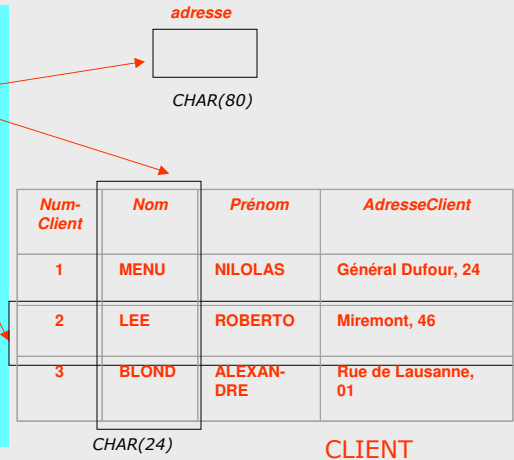 adresse
CHAR(80)
Num-
Client
Nom
Prénom
AdresseClient
1
MENU
NILOLAS
Général Dufour, 24
2
LEE
ROBERTO
Miremont, 46
3
BLOND
ALEXAN-
DRE
Rue de Lausanne,
01
CHAR(24)
CLIENT